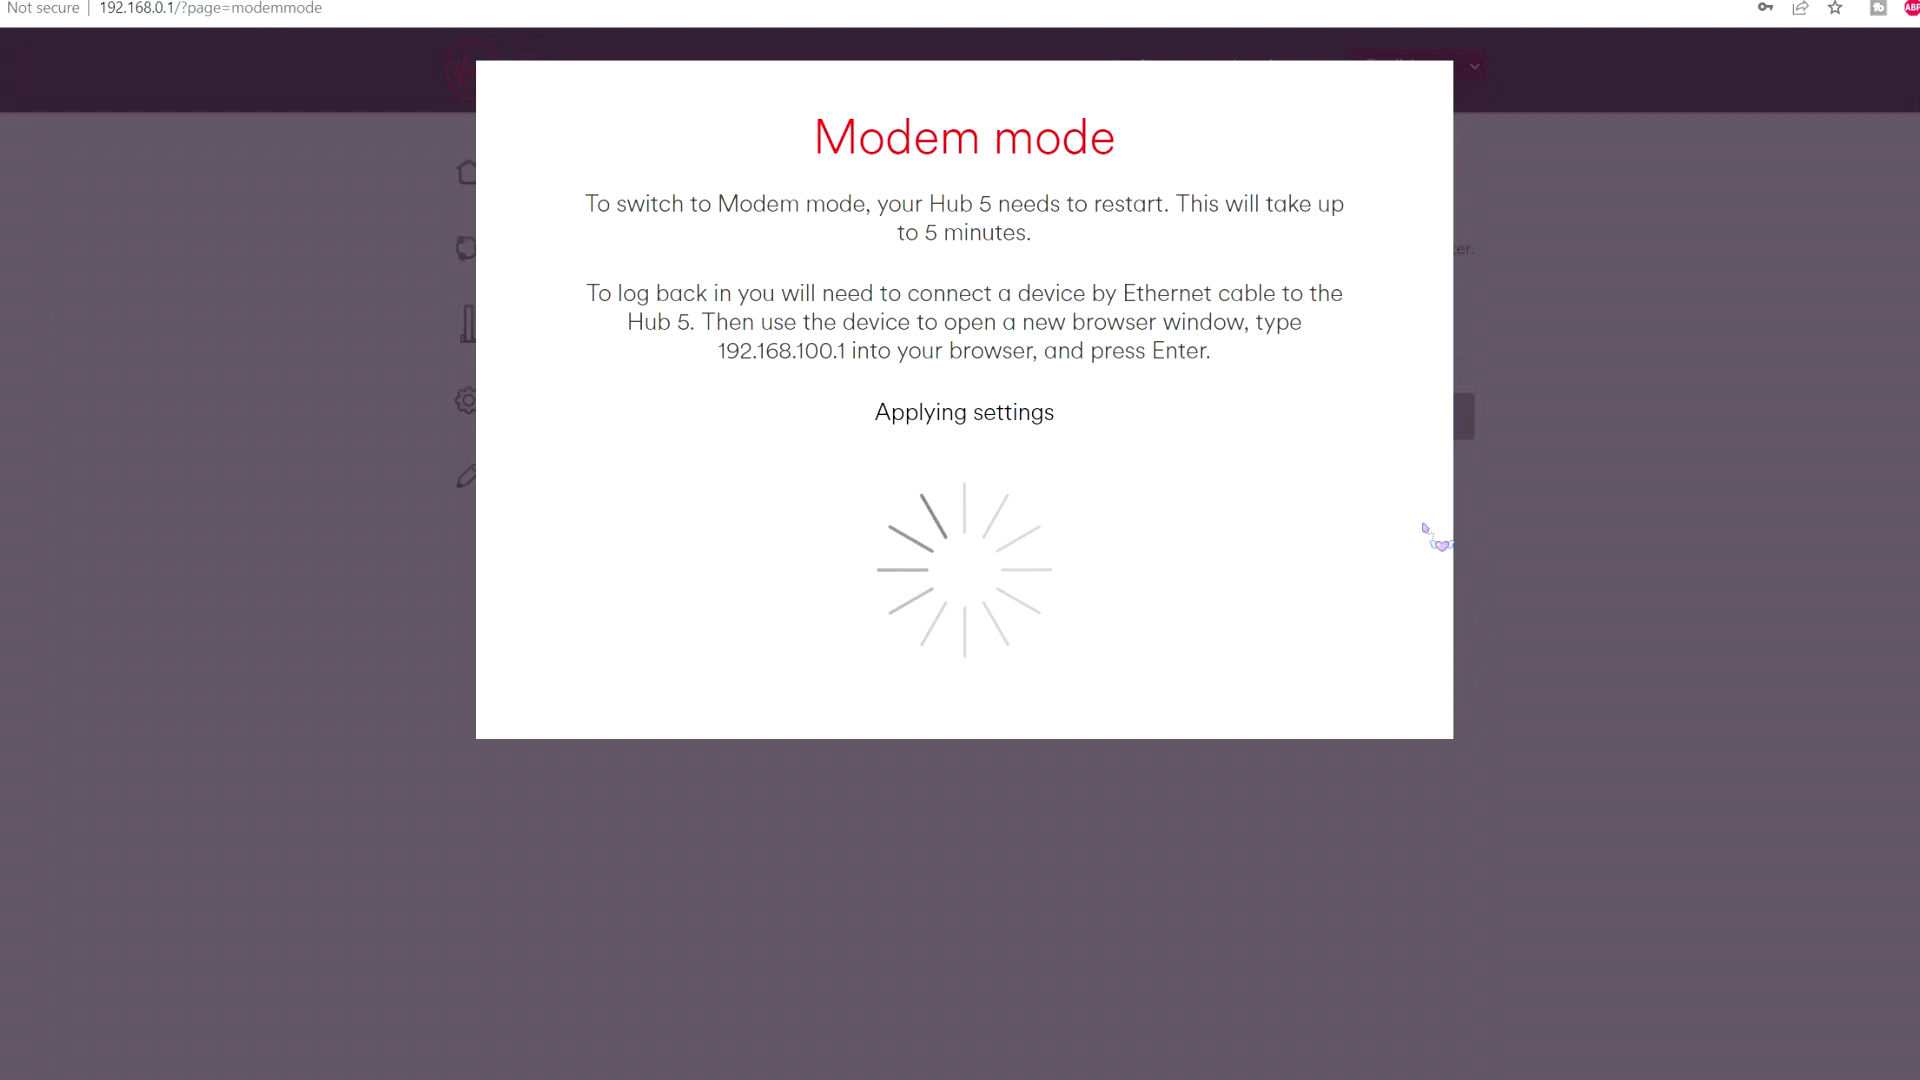 Not secure | 192.168.0.1/?page=modemmode
ABP
Modem mode
To switch to Modem mode, your Hub 5 needs to restart. This will take up
to 5 minutes.
ter.
To log back in you will need to connect a device by Ethernet cable to the
Hub 5. Then use the device to open a new browser window, type
192.168.100.1 into your browser, and press Enter.
Applying settings